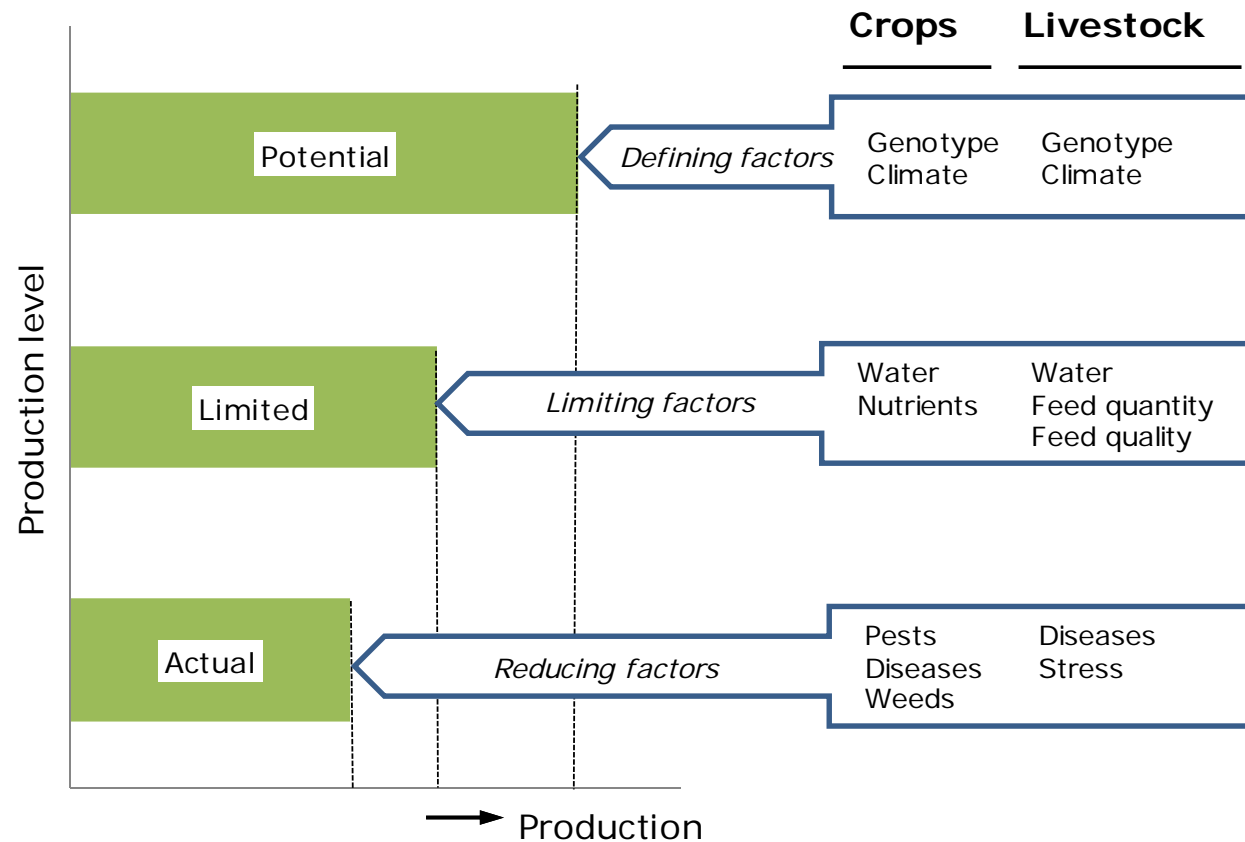 Crops Livestock
Potential
Defining factors
Genotype Genotype
Climate Climate
Production level
Limited
Limiting factors
Water Water
Nutrients Feed quantity
Feed quality
Actual
Reducing factors
Pests Diseases
Diseases Stress
Weeds
Production